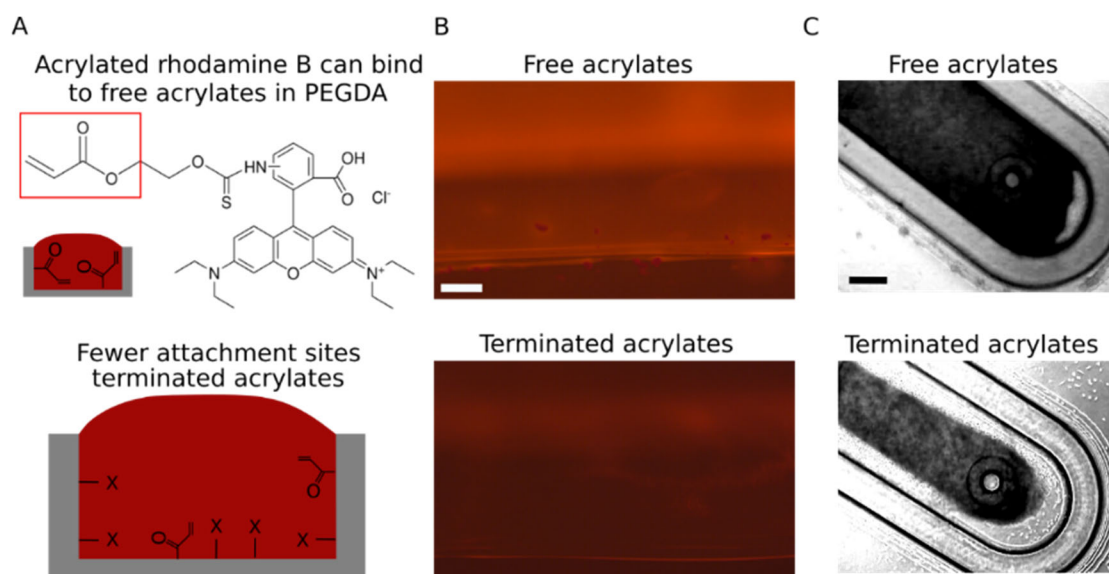 A
Acrylated rhodamine B can bind
to free acrylates in PEGDA
O
O
O
S
HN
OH
O
Cl⁻
N
O
N⁺
O
O
Fewer attachment sites
terminated acrylates
X
O
X
O
X
X
X
B
Free acrylates
Terminated acrylates
C
Free acrylates
Terminated acrylates